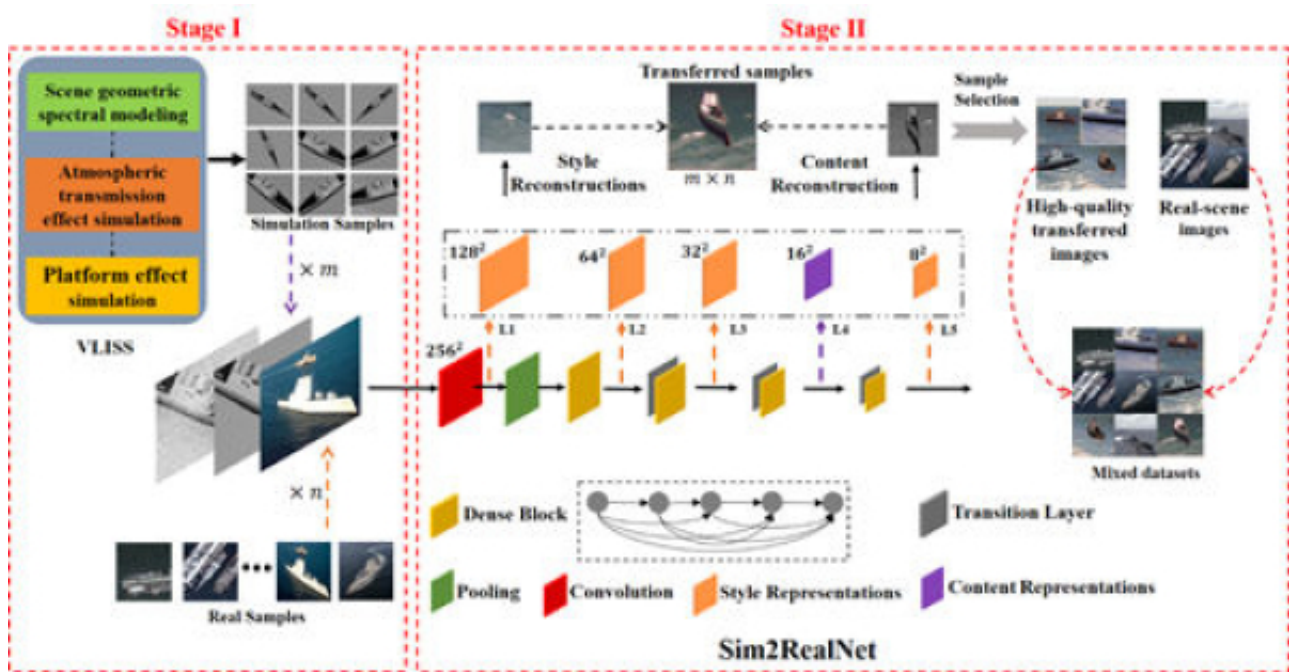 Stage I
Scene geometric
spectral modeling
Atmospheric
transmission
effect simulation
Platform effect
simulation
VLISS
Simulation Samples
× m
× n
Real Samples
Stage II
Transferred samples
m × n
Style
Reconstructions
Content
Reconstruction
Sample
Selection
High-quality
transferred
images
Real-scene
images
128²
64²
32²
16²
8²
L1
L2
L3
L4
L5
256²
Mixed datasets
Dense Block
Transition Layer
Pooling
Convolution
Style Representations
Content Representations
Sim2RealNet